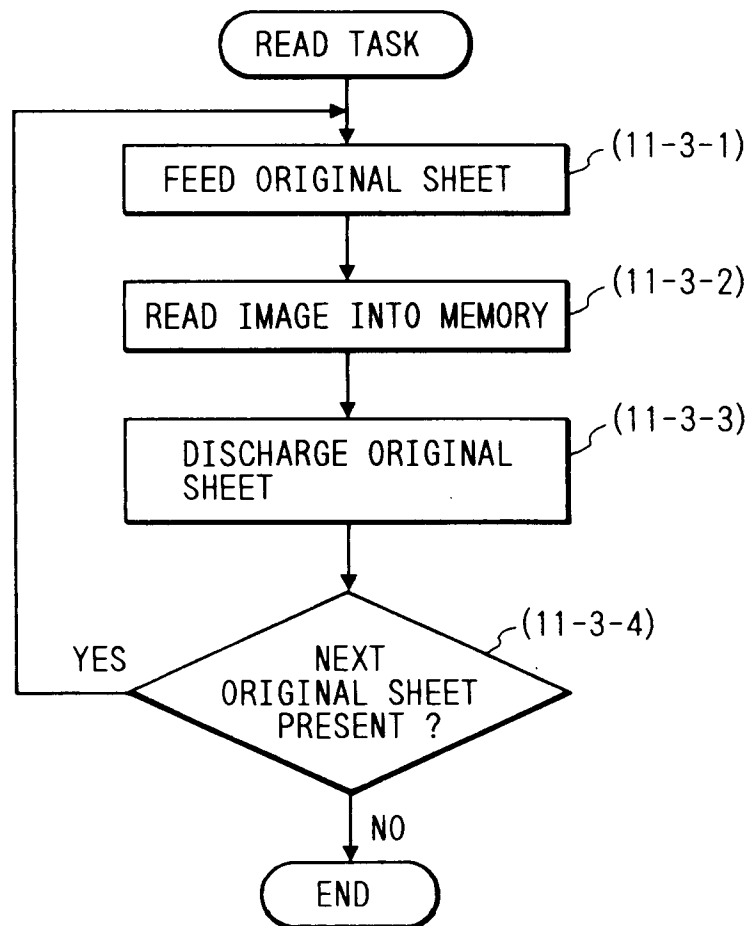 READ TASK
(11-3-1)
FEED ORIGINAL SHEET
(11-3-2)
READ IMAGE INTO MEMORY
(11-3-3)
DISCHARGE ORIGINAL
SHEET
(11-3-4)
YES
NEXT
ORIGINAL SHEET
PRESENT ?
NO
END